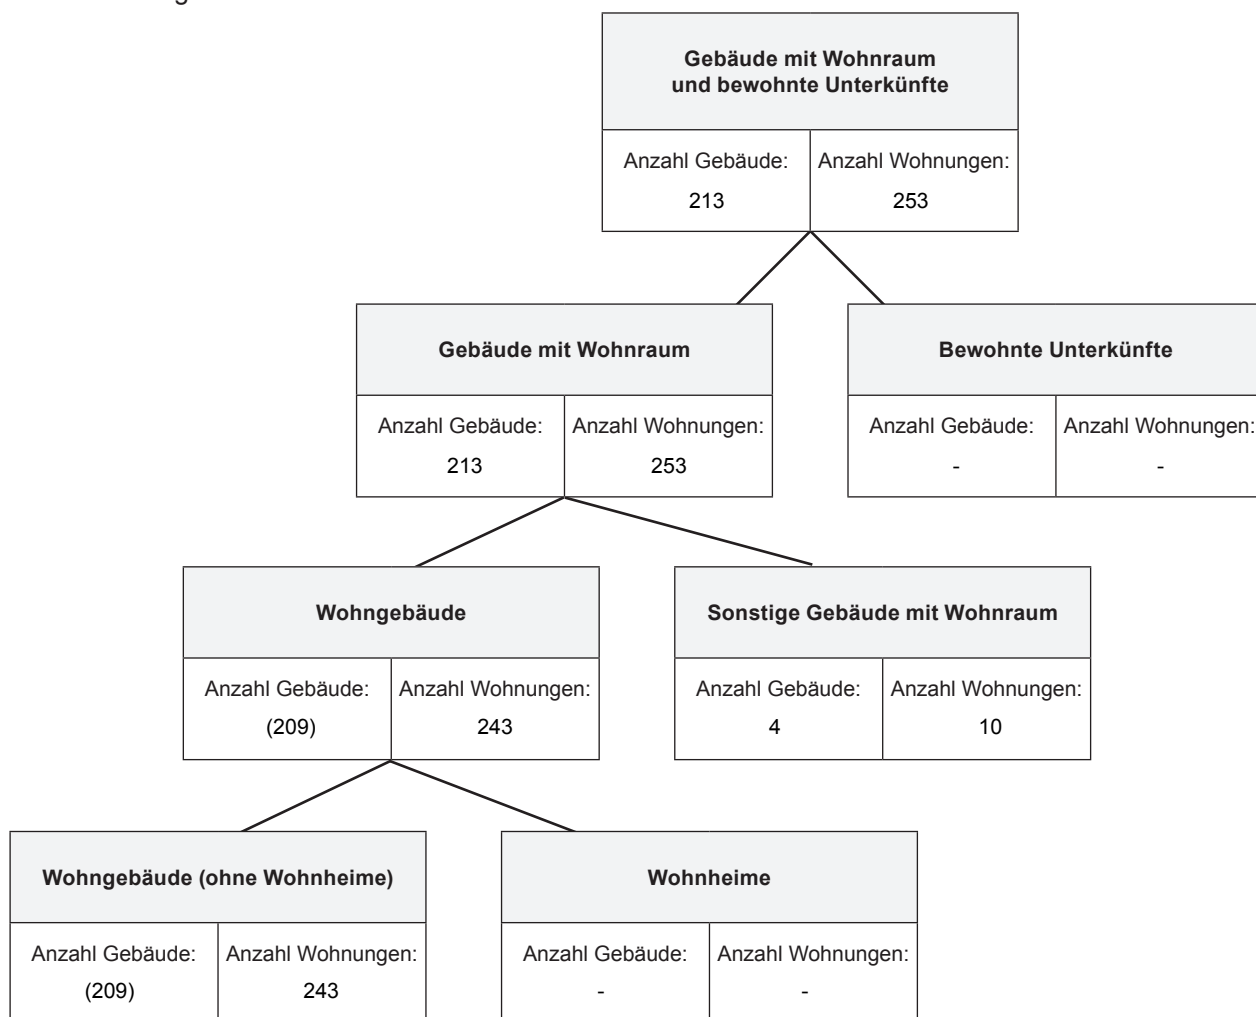 Gebäude mit Wohnraum
und bewohnte Unterkünfte
Anzahl Gebäude: Anzahl Wohnungen:
213 253
Gebäude mit Wohnraum
Anzahl Gebäude: Anzahl Wohnungen:
213 253
Bewohnte Unterkünfte
Anzahl Gebäude: Anzahl Wohnungen:
- -
Wohngebäude
Anzahl Gebäude: Anzahl Wohnungen:
(209) 243
Sonstige Gebäude mit Wohnraum
Anzahl Gebäude: Anzahl Wohnungen:
4 10
Wohngebäude (ohne Wohnheime)
Anzahl Gebäude: Anzahl Wohnungen:
(209) 243
Wohnheime
Anzahl Gebäude: Anzahl Wohnungen:
- -